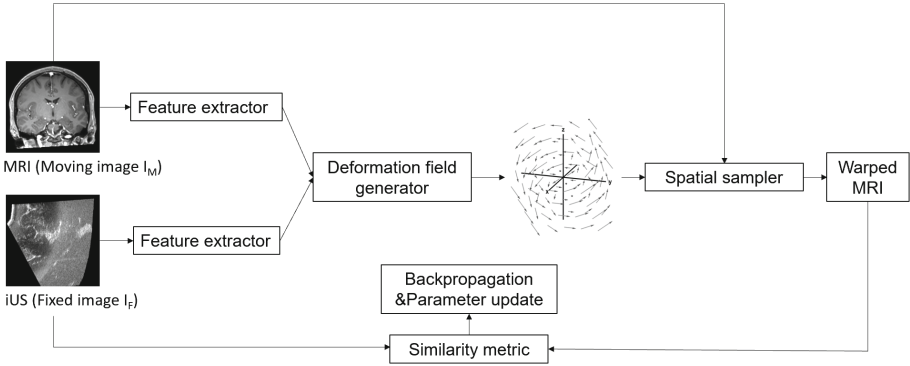 Feature extractor
MRI (Moving image I_M)
Deformation field
generator
z
y
x
Spatial sampler
Warped
MRI
Feature extractor
iUS (Fixed image I_F)
Backpropagation
&Parameter update
Similarity metric